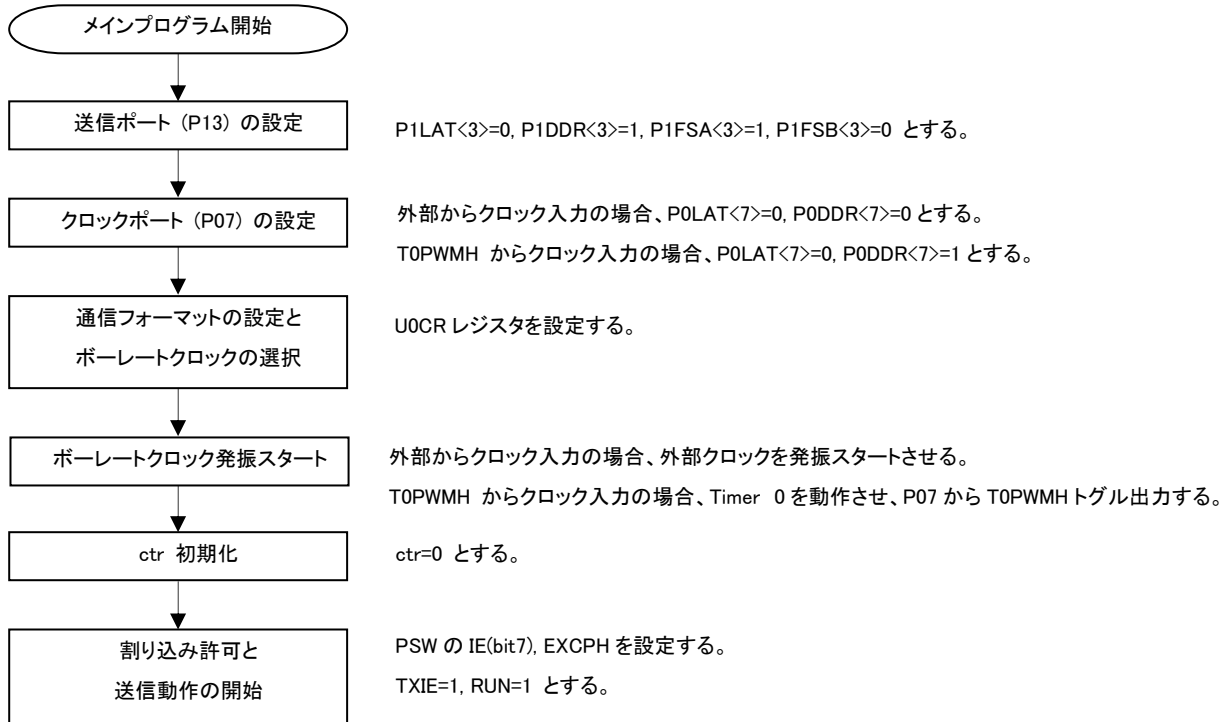 メインプログラム開始
送信ポート (P13) の設定
P1LAT<3>=0, P1DDR<3>=1, P1FSA<3>=1, P1FSB<3>=0 とする。
クロックポート (P07) の設定
外部からクロック入力の場合、P0LAT<7>=0, P0DDR<7>=0 とする。
T0PWMH からクロック入力の場合、P0LAT<7>=0, P0DDR<7>=1 とする。
通信フォーマットの設定と
ボーレートクロックの選択
U0CR レジスタを設定する。
ボーレートクロック発振スタート
外部からクロック入力の場合、外部クロックを発振スタートさせる。
T0PWMH からクロック入力の場合、Timer 0 を動作させ、P07 から T0PWMH トグル出力する。
ctr 初期化
ctr=0 とする。
割り込み許可と
送信動作の開始
PSW の IE(bit7), EXCPH を設定する。
TXIE=1, RUN=1 とする。